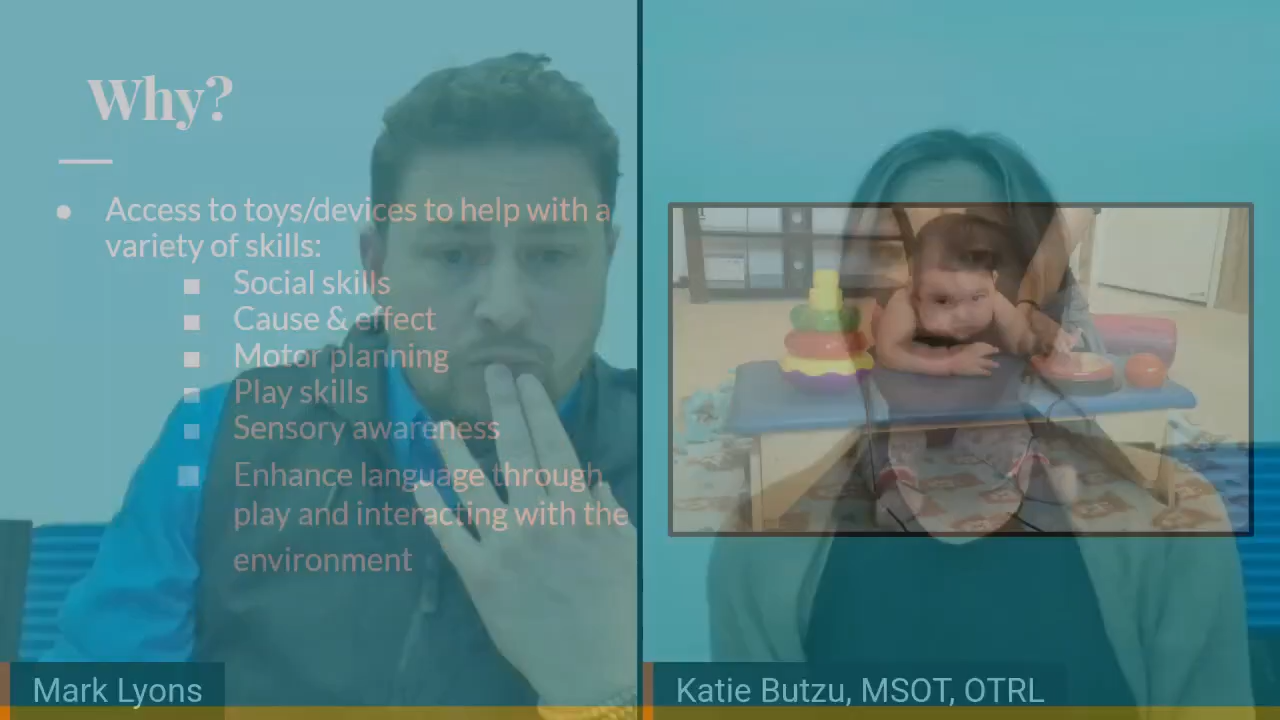 Why?
● Access to toys/devices to help with a
variety of skills:
■ Social skills
■ Cause & effect
■ Motor planning
■ Play skills
■ Sensory awareness
■ Enhance language through
play and interacting with the
environment
Mark Lyons
Katie Butzu, MSOT, OTRL